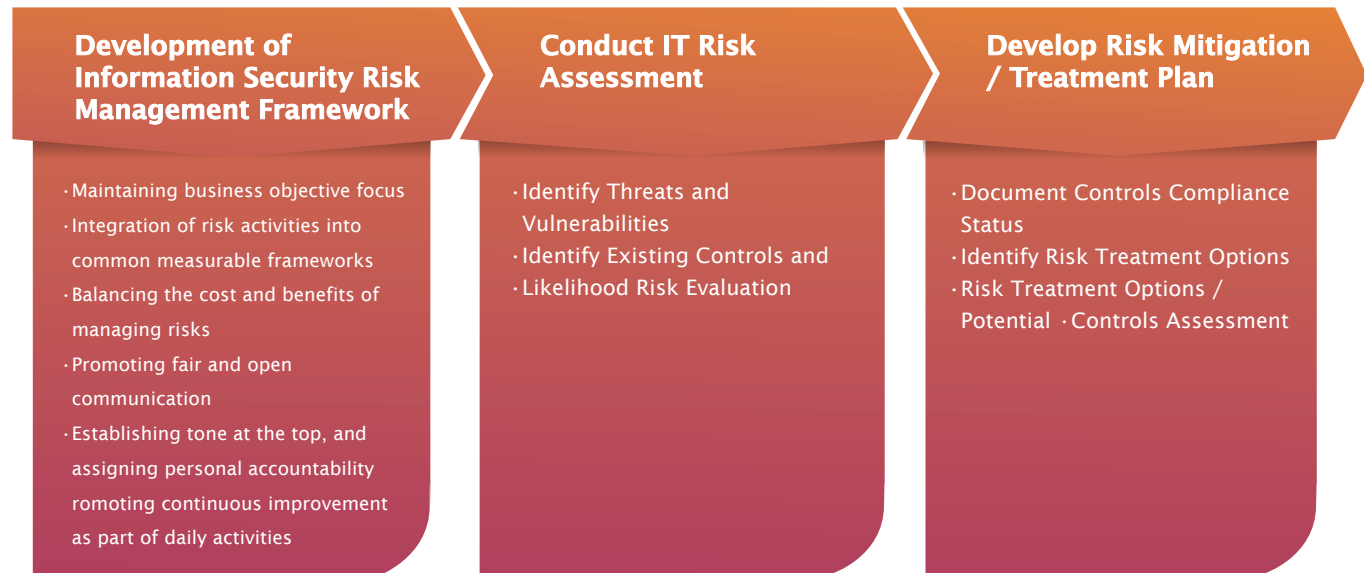 Development of
Information Security Risk
Management Framework
·Maintaining business objective focus
·Integration of risk activities into
common measurable frameworks
·Balancing the cost and benefits of
managing risks
·Promoting fair and open
communication
·Establishing tone at the top, and
assigning personal accountability
romoting continuous improvement
as part of daily activities
Conduct IT Risk
Assessment
·Identify Threats and
Vulnerabilities
·Identify Existing Controls and
·Likelihood Risk Evaluation
Develop Risk Mitigation
/ Treatment Plan
·Document Controls Compliance
Status
·Identify Risk Treatment Options
·Risk Treatment Options /
Potential ·Controls Assessment